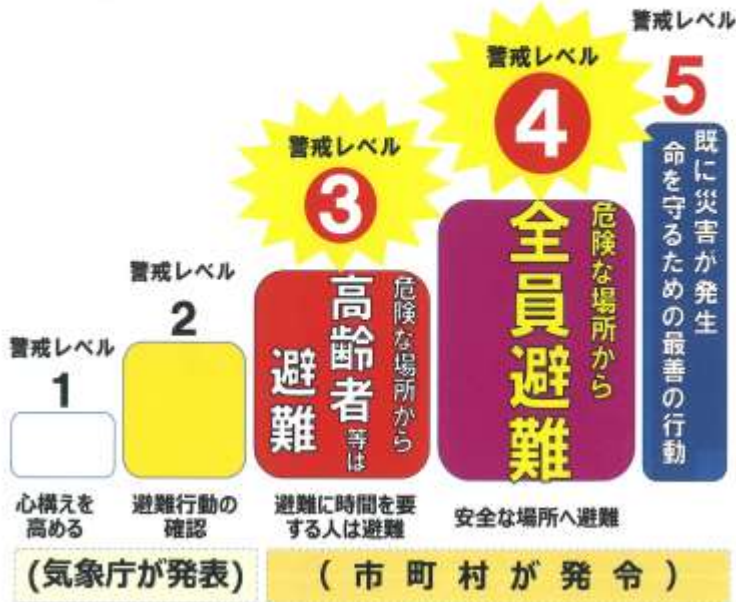 警戒レベル
1
心構えを
高める
警戒レベル
2
避難行動の
確認
警戒レベル
3
危険な場所から
高齢者等は
避難
避難に時間を要
する人は避難
警戒レベル
4
危険な場所から
全員避難
安全な場所へ避難
警戒レベル
5
既に災害が発生
命を守るための最善の行動
(気象庁が発表)
(市町村が発令)